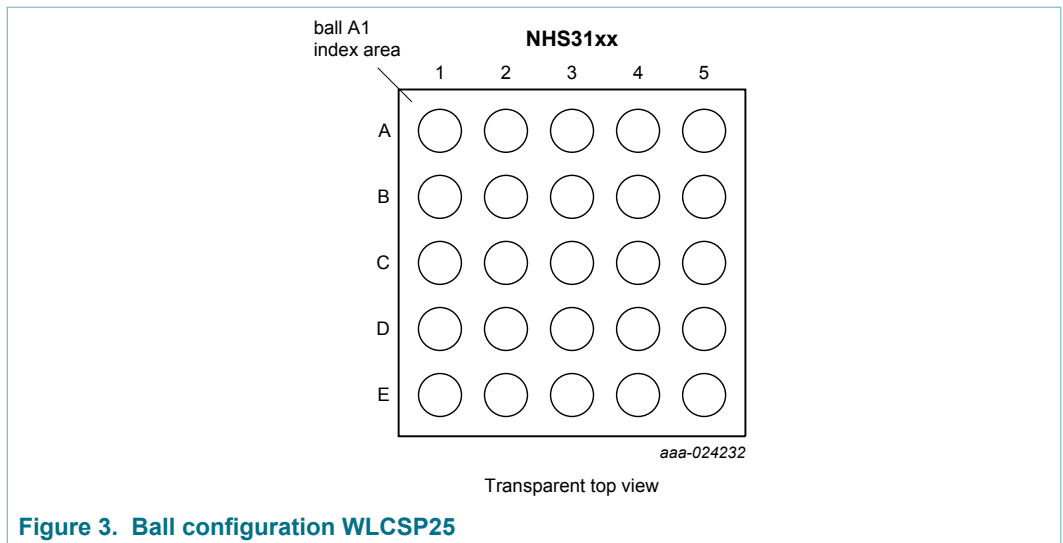 ball A1
index area
NHS31xx
1 2 3 4 5
A
B
C
D
E
aaa-024232
Transparent top view
Figure 3. Ball configuration WLCSP25